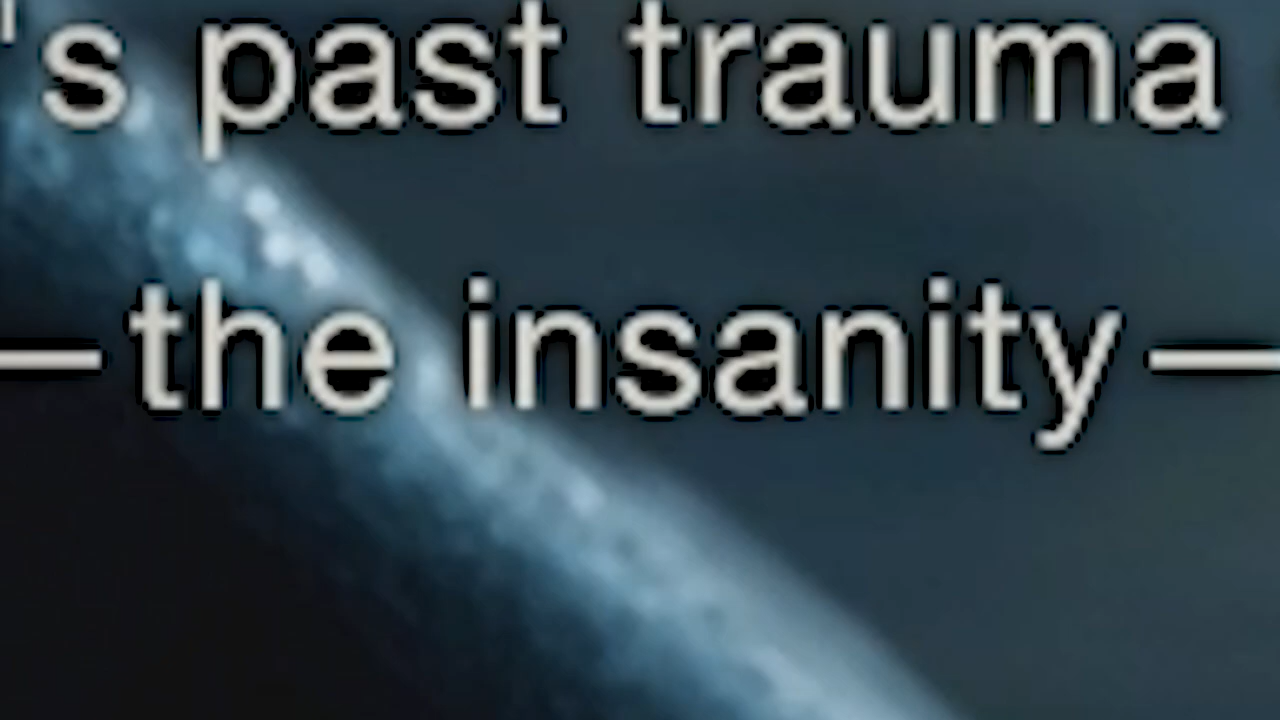 's past trauma
—the insanity—